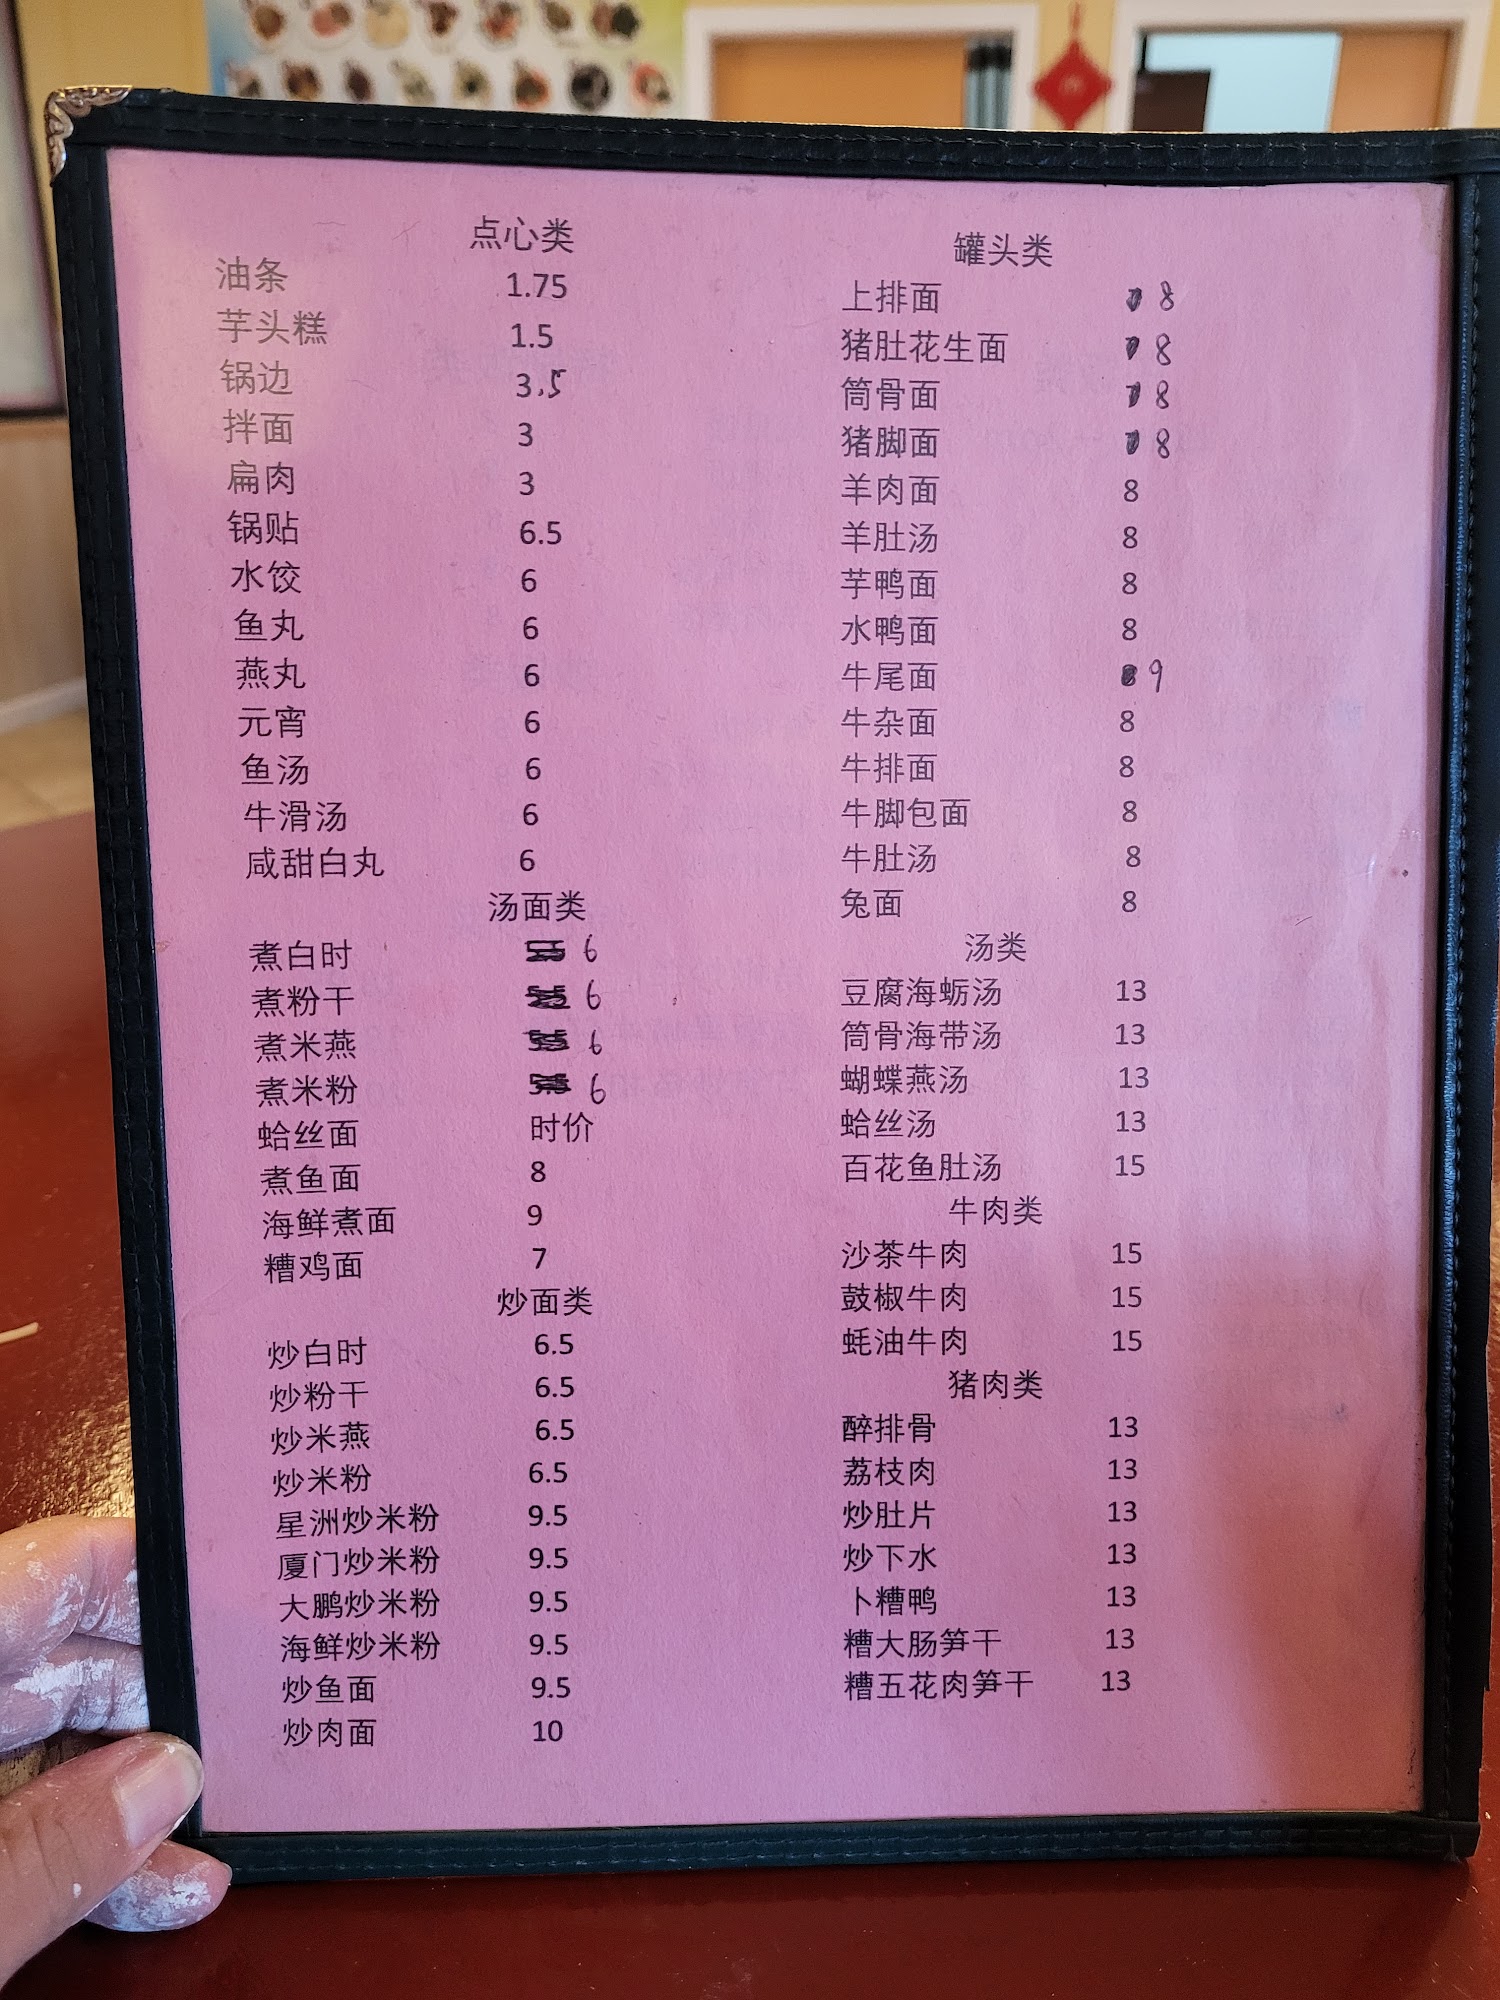 点心类
油条 1.75
芋头糕 1.5
锅边 3.5
拌面 3
扁肉 3
锅贴 6.5
水饺 6
鱼丸 6
燕丸 6
元宵 6
鱼汤 6
牛滑汤 6
咸甜白丸 6
汤面类
煮白时 6
煮粉干 6
煮米燕 6
煮米粉 6
蛤丝面 时价
煮鱼面 8
海鲜煮面 9
糟鸡面 7
炒面类
炒白时 6.5
炒粉干 6.5
炒米燕 6.5
炒米粉 6.5
星洲炒米粉 9.5
厦门炒米粉 9.5
大鹏炒米粉 9.5
海鲜炒米粉 9.5
炒鱼面 9.5
炒肉面 10
罐头类
上排面 8
猪肚花生面 8
筒骨面 8
猪脚面 8
羊肉面 8
羊肚汤 8
芋鸭面 8
水鸭面 8
牛尾面 9
牛杂面 8
牛排面 8
牛脚包面 8
牛肚汤 8
兔面 8
汤类
豆腐海蛎汤 13
筒骨海带汤 13
蝴蝶燕汤 13
蛤丝汤 13
百花鱼肚汤 15
牛肉类
沙茶牛肉 15
鼓椒牛肉 15
蚝油牛肉 15
猪肉类
醉排骨 13
荔枝肉 13
炒肚片 13
炒下水 13
卜糟鸭 13
糟大肠笋干 13
糟五花肉笋干 13